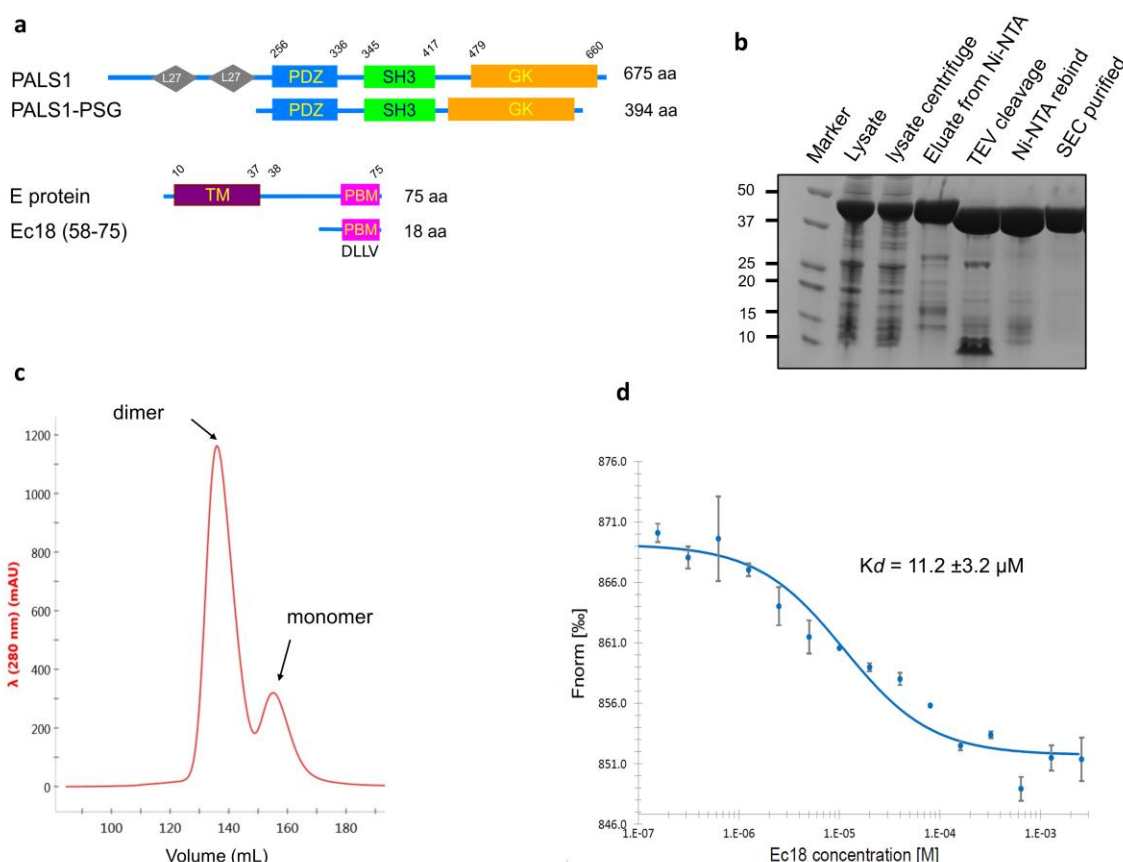 a
256 336 345 417 479 660
L27 L27 PDZ SH3 GK
PALS1 675 aa
PALS1-PSG PDZ SH3 GK 394 aa
10 37 38 75
E protein TM PBM 75 aa
Ec18 (58-75) PBM 18 aa
DLLV
b
Marker
Lysate
lysate centrifuge
Eluate from Ni-NTA
TEV cleavage
Ni-NTA rebind
SEC purified
50
37
25
20
15
10
c
dimer
monomer
λ (280 nm) (mAU)
1200
1000
800
600
400
200
0
100 120 140 160 180
Volume (mL)
d
Kd = 11.2 ±3.2 µM
Fnorm [‰]
876.0
871.0
866.0
861.0
856.0
851.0
846.0
1.E-07 1.E-06 1.E-05 1.E-04 1.E-03
Ec18 concentration [M]